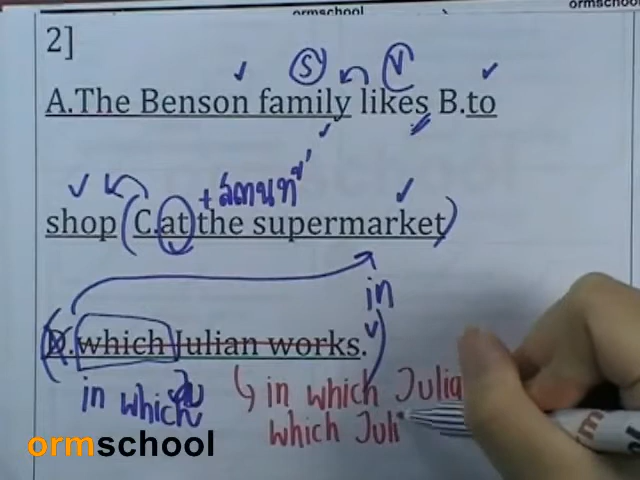 ormschool
ormschool
2]
S V
A.The Benson family likes B.to
+ สถานที่
shop (C.at the supermarket)
in
(D.which Julian works.)
in which in which Julia
which Juli
ormschool